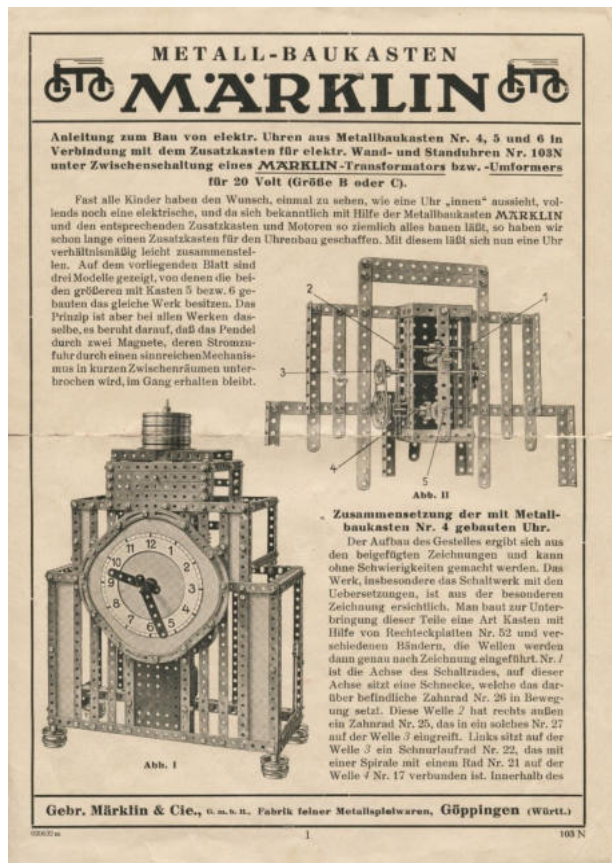 METALL-BAUKASTEN
MÄRKLIN
Anleitung zum Bau von elektr. Uhren aus Metallbaukasten Nr. 4, 5 und 6 in
Verbindung mit dem Zusatzkasten für elektr. Wand- und Standuhren Nr. 103N
unter Zwischenschaltung eines MÄRKLIN-Transformators bzw. -Umformers
für 20 Volt (Größe B oder C).
Fast alle Kinder haben den Wunsch, einmal zu sehen, wie eine Uhr „innen“ aussieht, vol-
lends noch eine elektrische, und da sich bekanntlich mit Hilfe der Metallbaukasten MÄRKLIN
und den entsprechenden Zusatzkasten und Motoren so ziemlich alles bauen läßt, so haben wir
schon lange einen Zusatzkasten für den Uhrenbau geschaffen. Mit diesem läßt sich nun eine Uhr
verhältnismäßig leicht zusammenstel-
len. Auf dem vorliegenden Blatt sind
drei Modelle gezeigt, von denen die bei-
den größeren mit Kasten 5 bezw. 6 ge-
bauten das gleiche Werk besitzen. Das
Prinzip ist aber bei allen Werken das-
selbe, es beruht darauf, daß das Pendel
durch zwei Magnete, deren Stromzu-
fuhr durch einen sinnreichen Mechanis-
mus in kurzen Zwischenräumen unter-
brochen wird, im Gang erhalten bleibt.
2
1
3
4
5
Abb. II
12
1
2
3
4
5
6
7
8
9
10
11
Abb. I
Zusammensetzung der mit Metall-
baukasten Nr. 4 gebauten Uhr.
Der Aufbau des Gestelles ergibt sich aus
den beigefügten Zeichnungen und kann
ohne Schwierigkeiten gemacht werden. Das
Werk, insbesondere das Schaltwerk mit den
Uebersetzungen, ist aus der besonderen
Zeichnung ersichtlich. Man baut zur Unter-
bringung dieser Teile eine Art Kasten mit
Hilfe von Rechteckplatten Nr. 52 und ver-
schiedenen Bändern, die Wellen werden
dann genau nach Zeichnung eingeführt. Nr. 1
ist die Achse des Schaltrades, auf dieser
Achse sitzt eine Schnecke, welche das dar-
über befindliche Zahnrad Nr. 26 in Beweg-
ung setzt. Diese Welle 2 hat rechts außen
ein Zahnrad Nr. 25, das in ein solches Nr. 27
auf der Welle 3 eingreift. Links sitzt auf der
Welle 3 ein Schnurlaufrad Nr. 22, das mit
einer Spirale mit einem Rad Nr. 21 auf der
Welle 4 Nr. 17 verbunden ist. Innerhalb des
Gebr. Märklin & Cie., G. m. b. H., Fabrik feiner Metallspielwaren, Göppingen (Württ.)
1
103 N